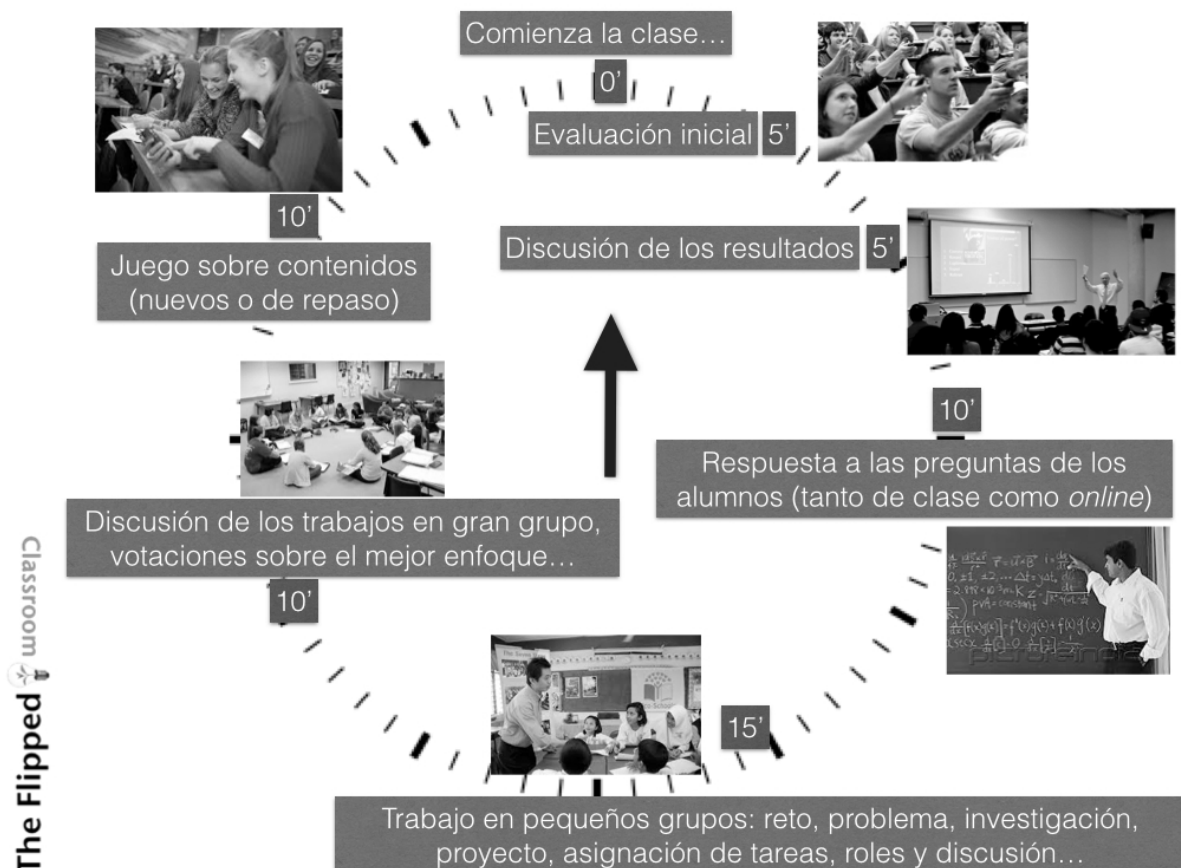 Comienza la clase…
0’
Evaluación inicial 5’
Discusión de los resultados 5’
10’
Respuesta a las preguntas de los
alumnos (tanto de clase como online)
15’
Trabajo en pequeños grupos: reto, problema, investigación,
proyecto, asignación de tareas, roles y discusión…
Discusión de los trabajos en gran grupo,
votaciones sobre el mejor enfoque…
10’
10’
Juego sobre contenidos
(nuevos o de repaso)
The Flipped
Classroom